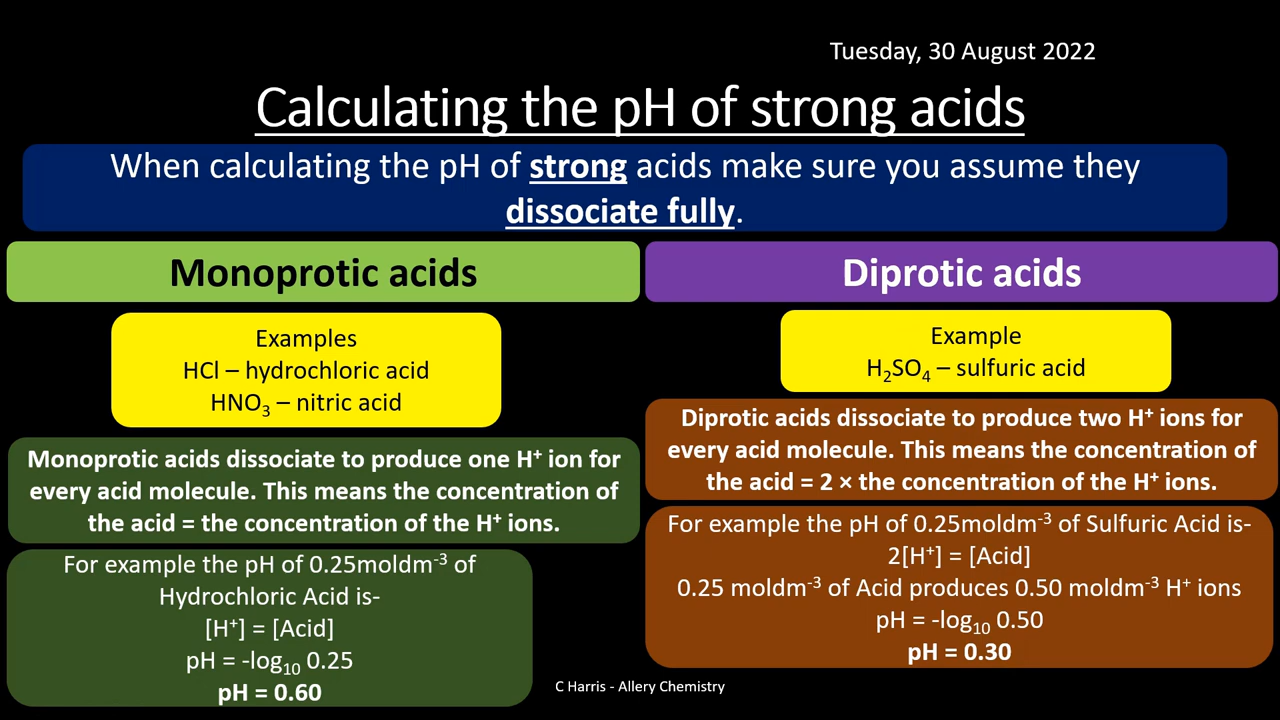 Tuesday, 30 August 2022
Calculating the pH of strong acids
When calculating the pH of strong acids make sure you assume they
dissociate fully.
Monoprotic acids
Examples
HCl – hydrochloric acid
HNO₃ – nitric acid
Monoprotic acids dissociate to produce one H⁺ ion for
every acid molecule. This means the concentration of
the acid = the concentration of the H⁺ ions.
For example the pH of 0.25moldm⁻³ of
Hydrochloric Acid is-
[H⁺] = [Acid]
pH = -log₁₀ 0.25
pH = 0.60
Diprotic acids
Example
H₂SO₄ – sulfuric acid
Diprotic acids dissociate to produce two H⁺ ions for
every acid molecule. This means the concentration of
the acid = 2 × the concentration of the H⁺ ions.
For example the pH of 0.25moldm⁻³ of Sulfuric Acid is-
2[H⁺] = [Acid]
0.25 moldm⁻³ of Acid produces 0.50 moldm⁻³ H⁺ ions
pH = -log₁₀ 0.50
pH = 0.30
C Harris - Allery Chemistry